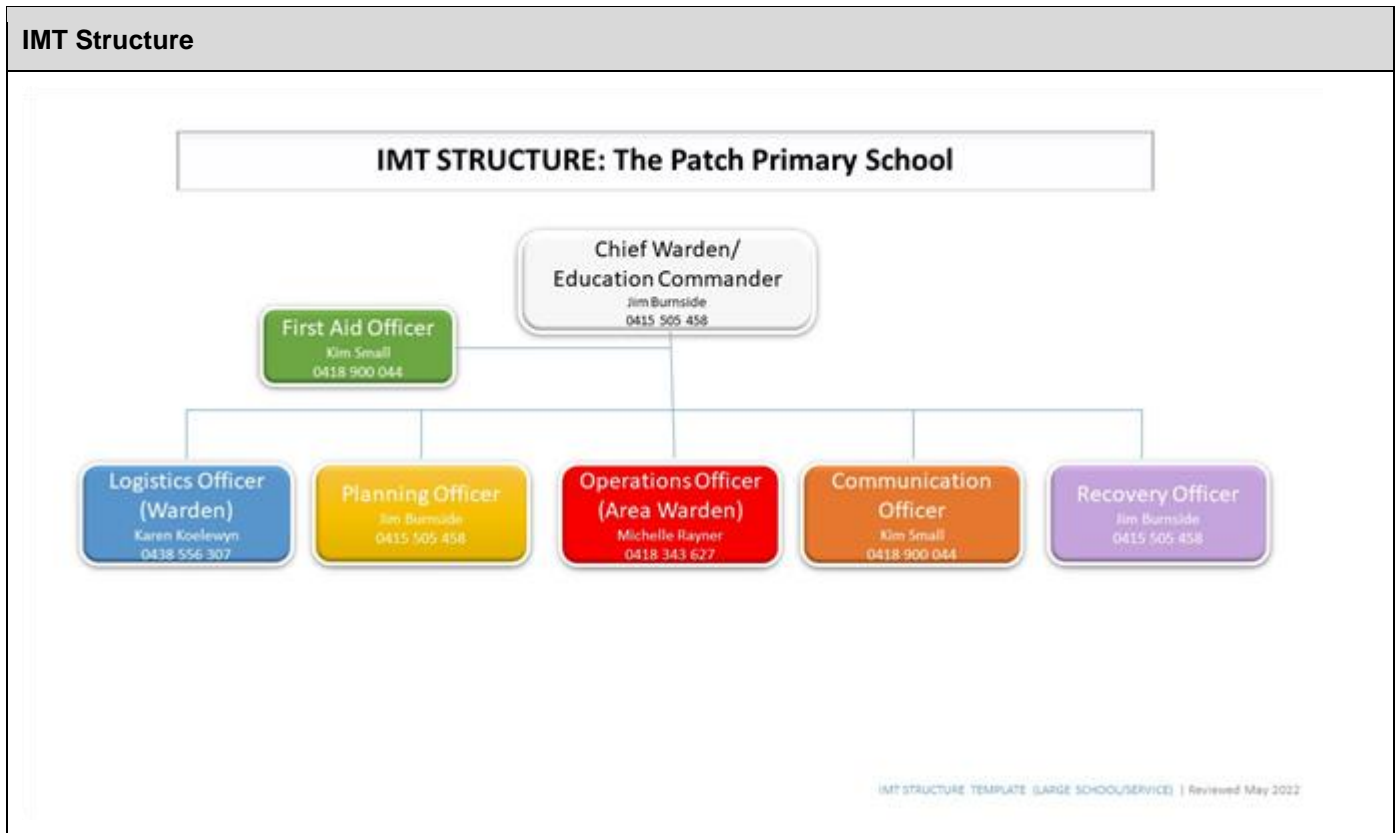 IMT Structure
IMT STRUCTURE: The Patch Primary School
Chief Warden/
Education Commander
Jim Burnside
0415 505 458
First Aid Officer
Kim Small
0418 900 044
Logistics Officer
(Warden)
Karen Koelewyn
0438 556 307
Planning Officer
Jim Burnside
0415 505 458
Operations Officer
(Area Warden)
Michelle Rayner
0418 343 627
Communication
Officer
Kim Small
0418 900 044
Recovery Officer
Jim Burnside
0415 505 458
IMT STRUCTURE TEMPLATE (LARGE SCHOOL/SERVICE) | Reviewed May 2022